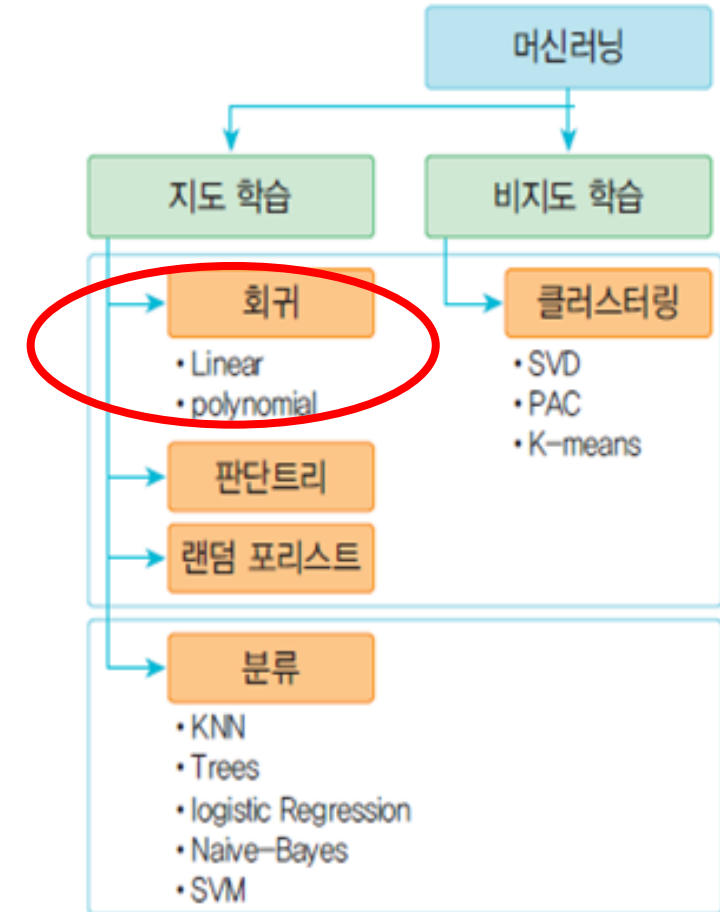 머신러닝
지도 학습
비지도 학습
회귀
• Linear
• polynomial
판단트리
랜덤 포리스트
클러스터링
• SVD
• PAC
• K-means
분류
• KNN
• Trees
• logistic Regression
• Naive-Bayes
• SVM